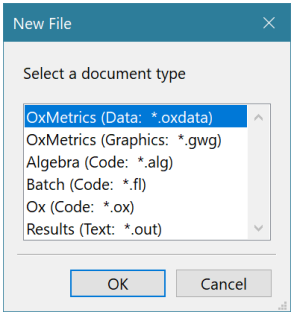 New File
Select a document type
OxMetrics (Data:  *.oxdata)
OxMetrics (Graphics:  *.gwg)
Algebra (Code:  *.alg)
Batch (Code:  *.fl)
Ox (Code:  *.ox)
Results (Text:  *.out)
OK Cancel